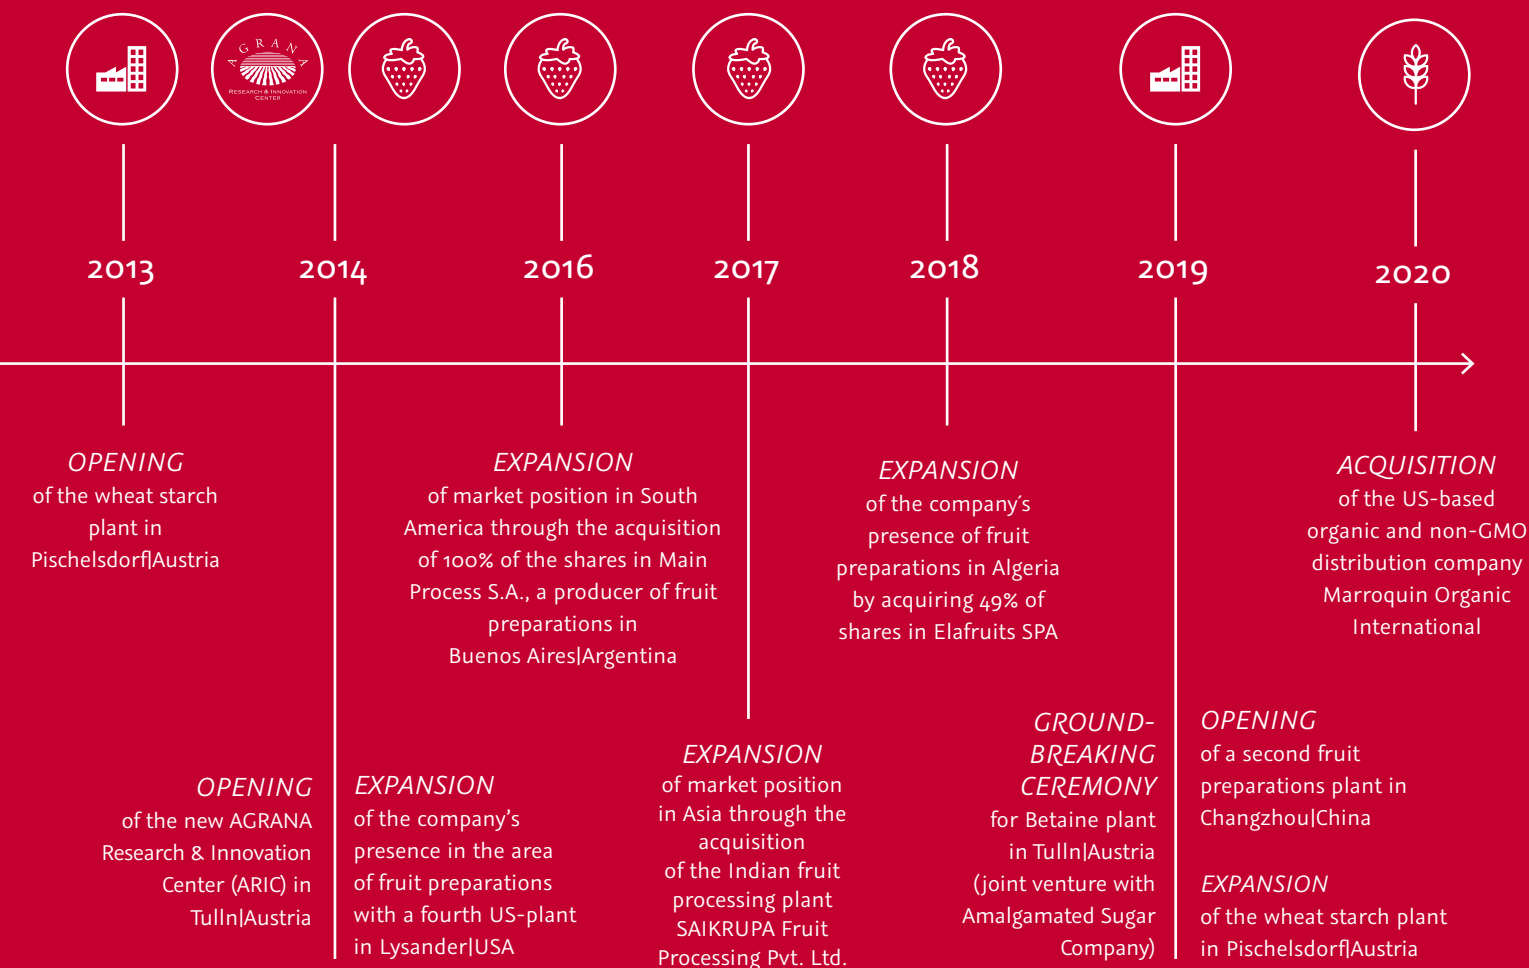 AGRANA
RESEARCH & INNOVATION
CENTER
2013
2014
2016
2017
2018
2019
2020
OPENING
of the wheat starch
plant in
Pischelsdorf|Austria
OPENING
of the new AGRANA
Research & Innovation
Center (ARIC) in
Tulln|Austria
EXPANSION
of the company’s
presence in the area
of fruit preparations
with a fourth US-plant
in Lysander|USA
EXPANSION
of market position in South
America through the acquisition
of 100% of the shares in Main
Process S.A., a producer of fruit
preparations in
Buenos Aires|Argentina
EXPANSION
of market position
in Asia through the
acquisition
of the Indian fruit
processing plant
SAIKRUPA Fruit
Processing Pvt. Ltd.
EXPANSION
of the company´s
presence of fruit
preparations in Algeria
by acquiring 49% of
shares in Elafruits SPA
GROUND-
BREAKING
CEREMONY
for Betaine plant
in Tulln|Austria
(joint venture with
Amalgamated Sugar
Company)
OPENING
of a second fruit
preparations plant in
Changzhou|China
EXPANSION
of the wheat starch plant
in Pischelsdorf|Austria
ACQUISITION
of the US-based
organic and non-GMO
distribution company
Marroquin Organic
International